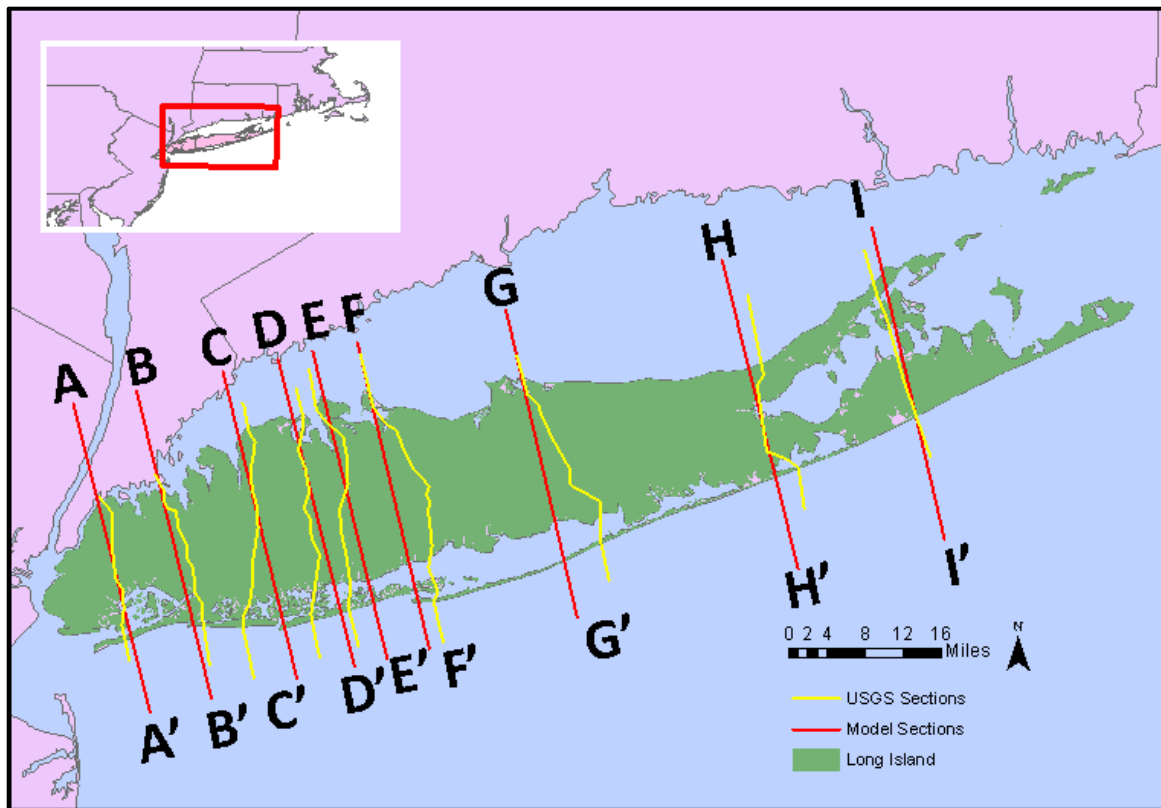 A
B
C
D
E
F
G
H
I
A'
B'
C'
D'
E'
F'
G'
H'
I'
N
0 2 4 8 12 16
Miles
USGS Sections
Model Sections
Long Island